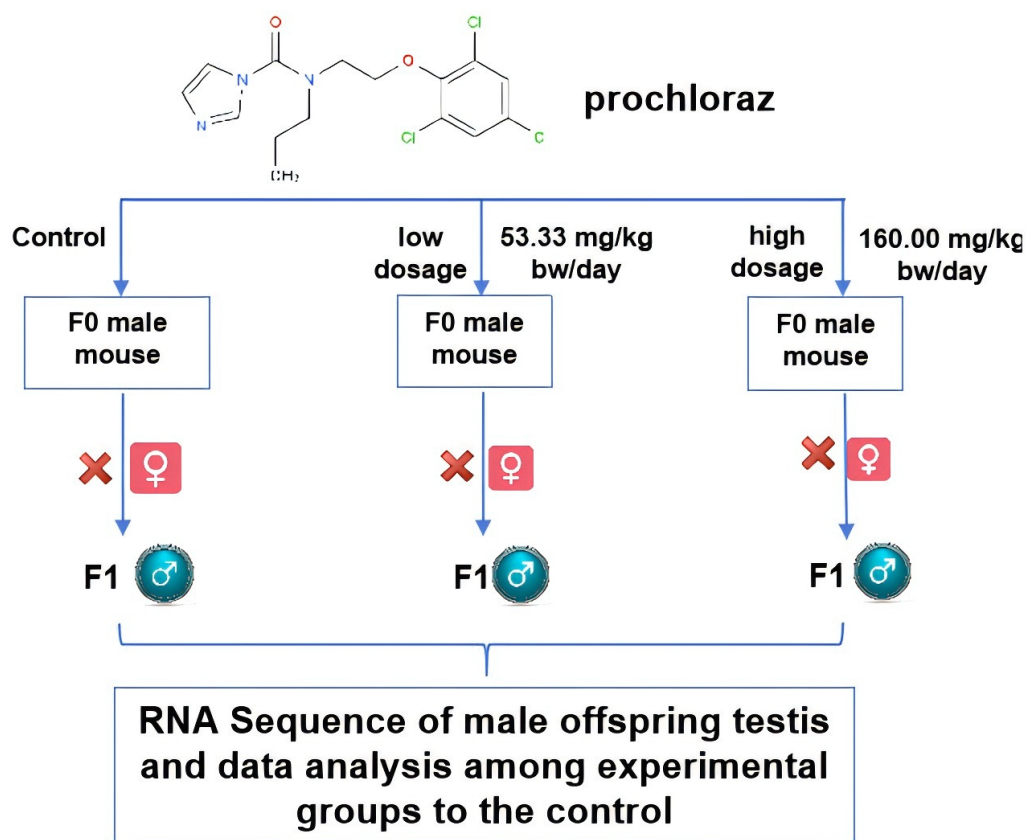 O
Cl
N
N
O
N
Cl
Cl
CH₂
prochloraz
Control
low
dosage
53.33 mg/kg
bw/day
high
dosage
160.00 mg/kg
bw/day
F0 male
mouse
F0 male
mouse
F0 male
mouse
F1
F1
F1
RNA Sequence of male offspring testis
and data analysis among experimental
groups to the control